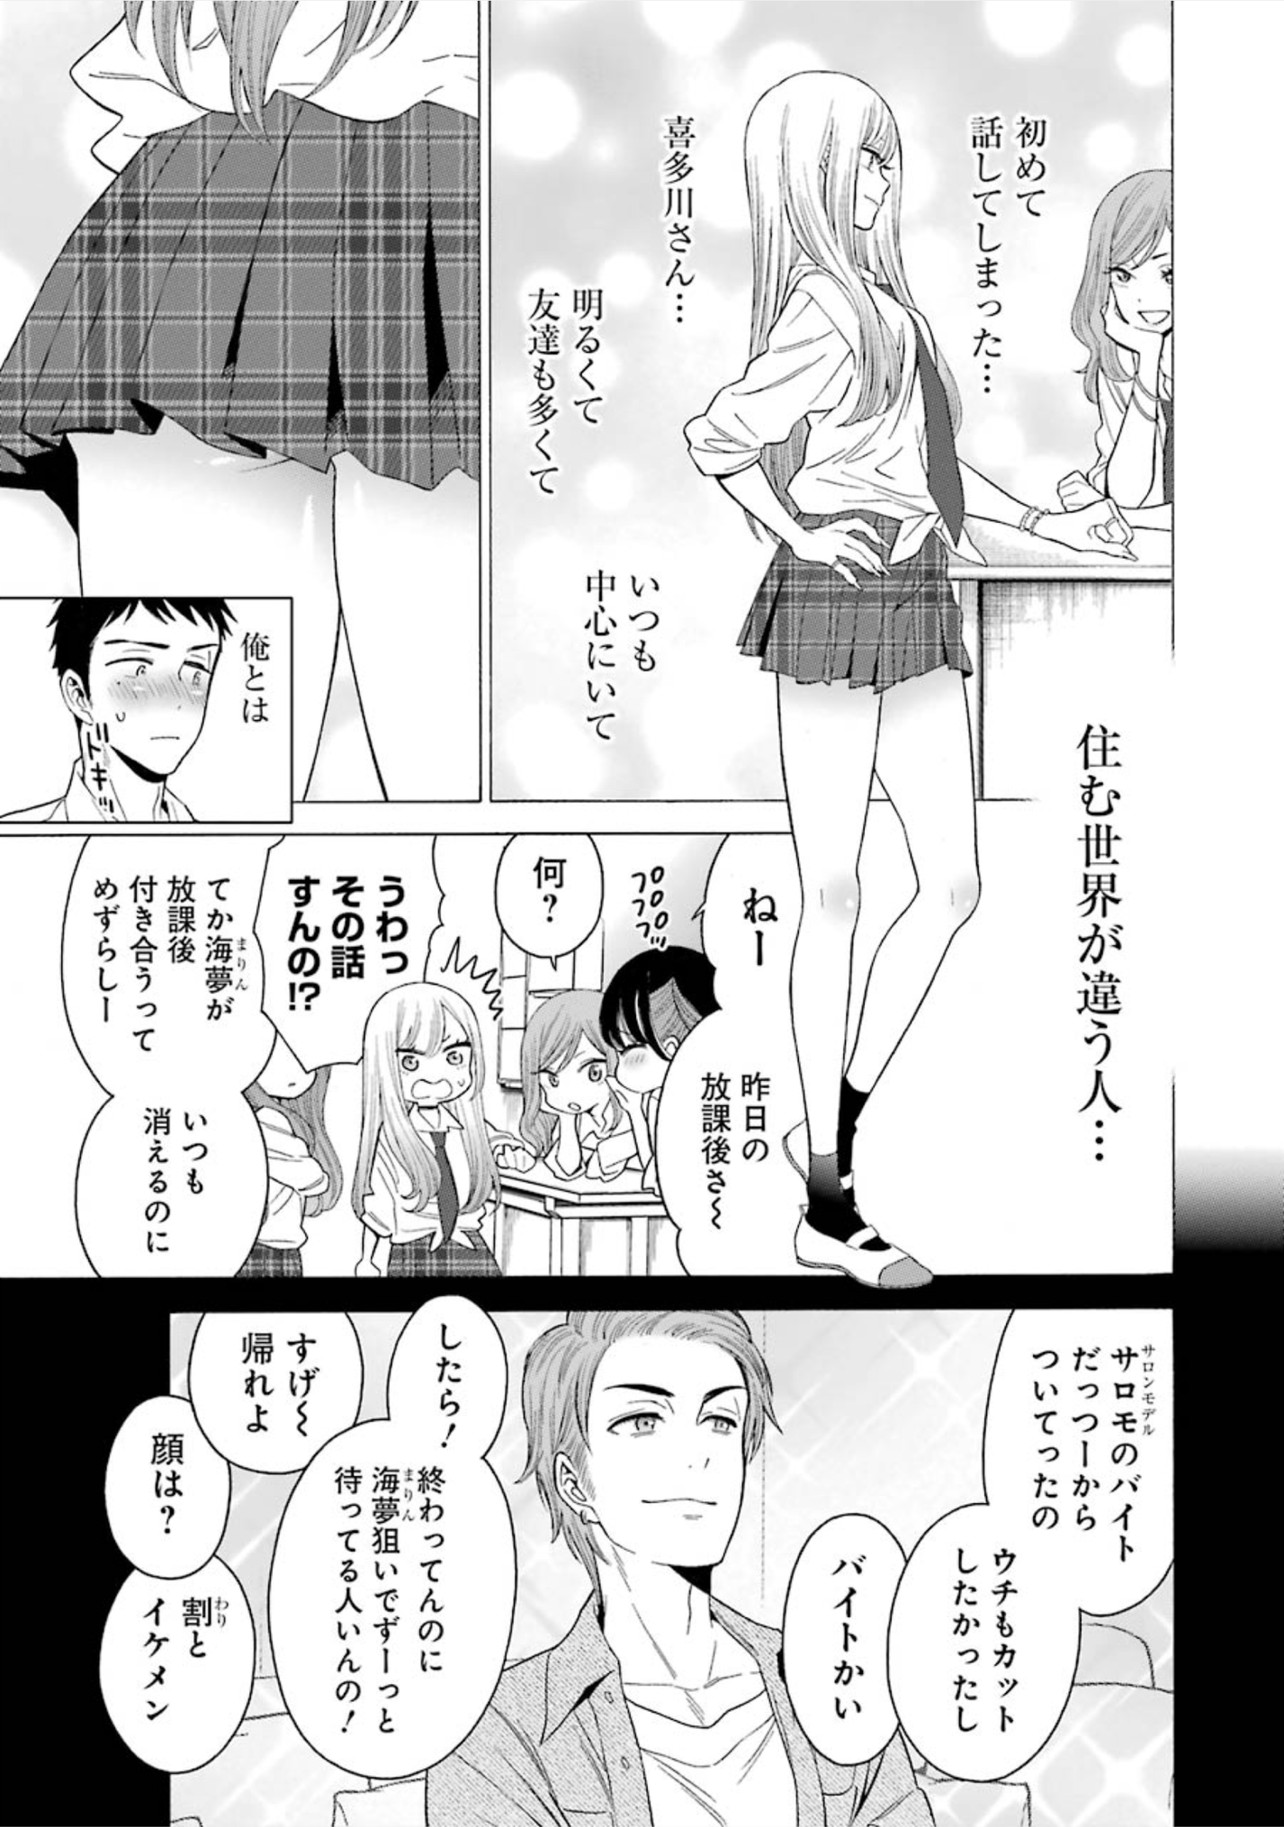 初めて
話してしまった…
喜多川さん…
明るくて
友達も多くて
いつも
中心にいて
俺とは
ドキ…
住む世界が違う人…
ねー
昨日の
放課後さ〜
ププププッ
何?
うわっ
その話
すんの!?
てか海夢が
まりん
放課後
付き合うって
めずらしー
いつも
消えるのに
サロモのバイト
サロンモデル
だっつーから
ついてったの
ウチもカット
したかったし
バイトかい
したら!
終わってんのに
海夢狙いでずーっと
まりん
待ってる人いんの!
すげ〜
帰れよ
顔は?
割と
わり
イケメン